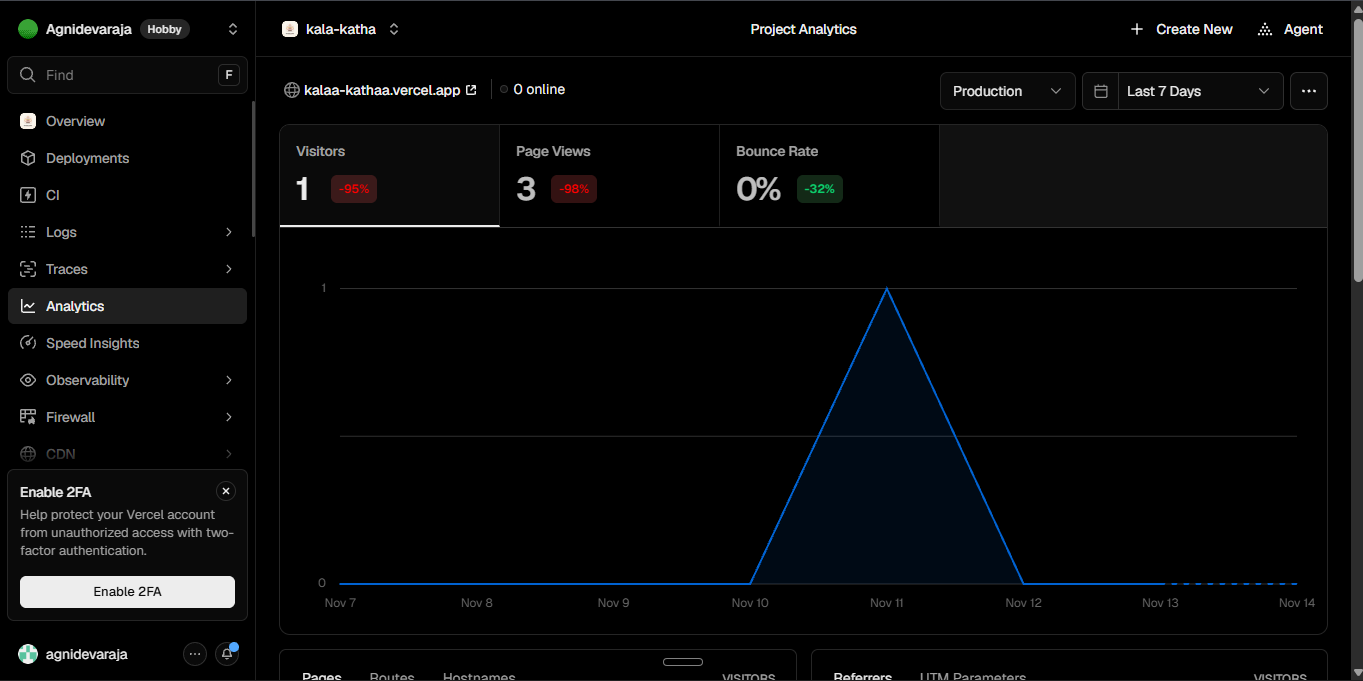 Agnidevaraja Hobby
kala-katha
Project Analytics
Create New
Agent
Find F
kalaa-kathaa.vercel.app
0 online
Production
Last 7 Days
Overview
Deployments
CI
Logs
Traces
Analytics
Speed Insights
Observability
Firewall
CDN
Enable 2FA
Help protect your Vercel account
from unauthorized access with two-
factor authentication.
Enable 2FA
agnidevaraja
Visitors
1 -95%
Page Views
3 -98%
Bounce Rate
0% -32%
1
0
Nov 7 Nov 8 Nov 9 Nov 10 Nov 11 Nov 12 Nov 13 Nov 14
Pages Routes Hostnames VISITORS
Referrers UTM Parameters VISITORS